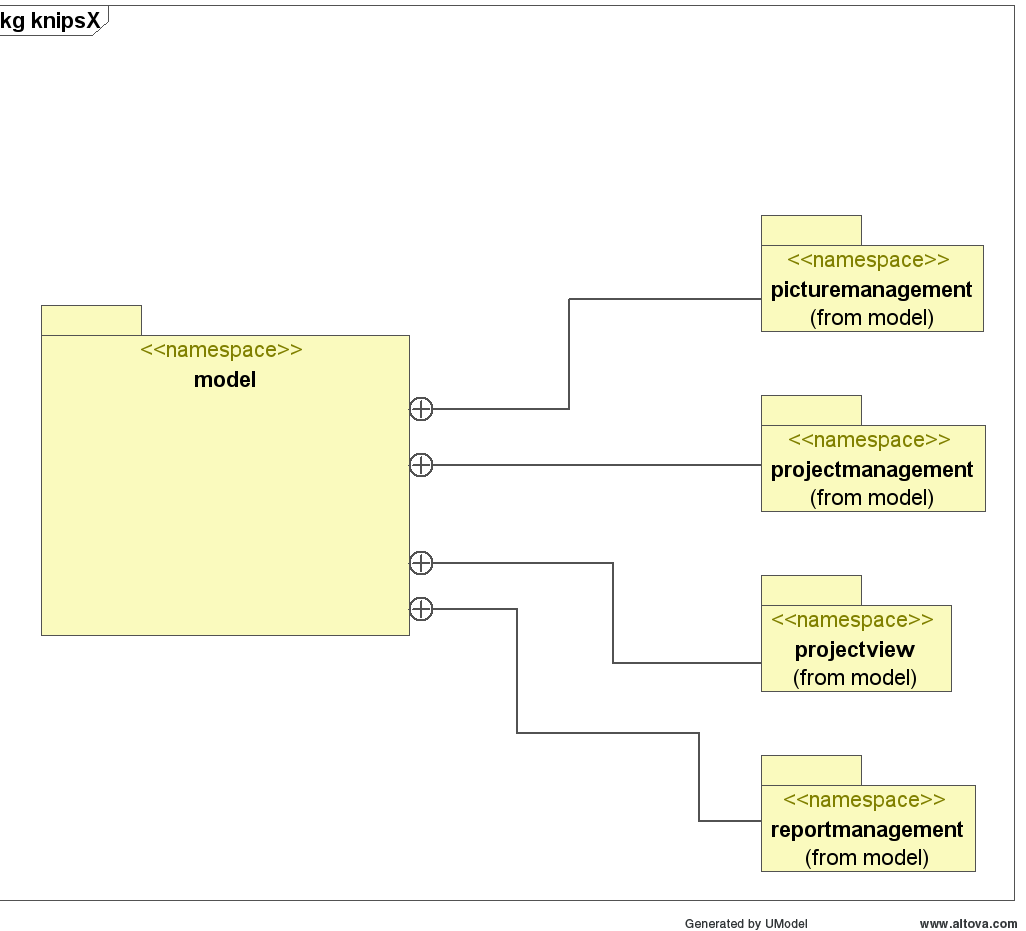 kg knipsX
<<namespace>>
picturemanagement
(from model)
<<namespace>>
model
<<namespace>>
projectmanagement
(from model)
<<namespace>>
projectview
(from model)
<<namespace>>
reportmanagement
(from model)
Generated by UModel
www.altova.com